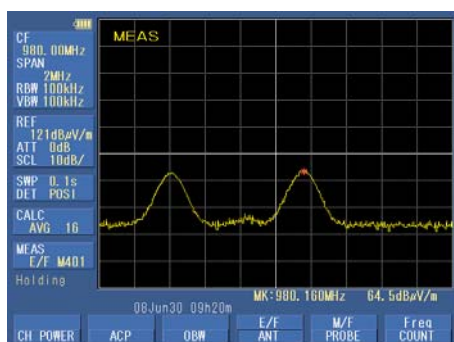 CF
980.00MHz
SPAN
2MHz
RBW 100kHz
VBW 100kHz
REF
121dBµV/m
ATT 0dB
SCL 10dB/
SWP 0.1s
DET POSI
CALC
AVG 16
MEAS
E/F M401
Holding
MEAS
MK:980.160MHz 64.5dBµV/m
08Jun30 09h20m
CH POWER
ACP
OBW
E/F
ANT
M/F
PROBE
Freq
COUNT